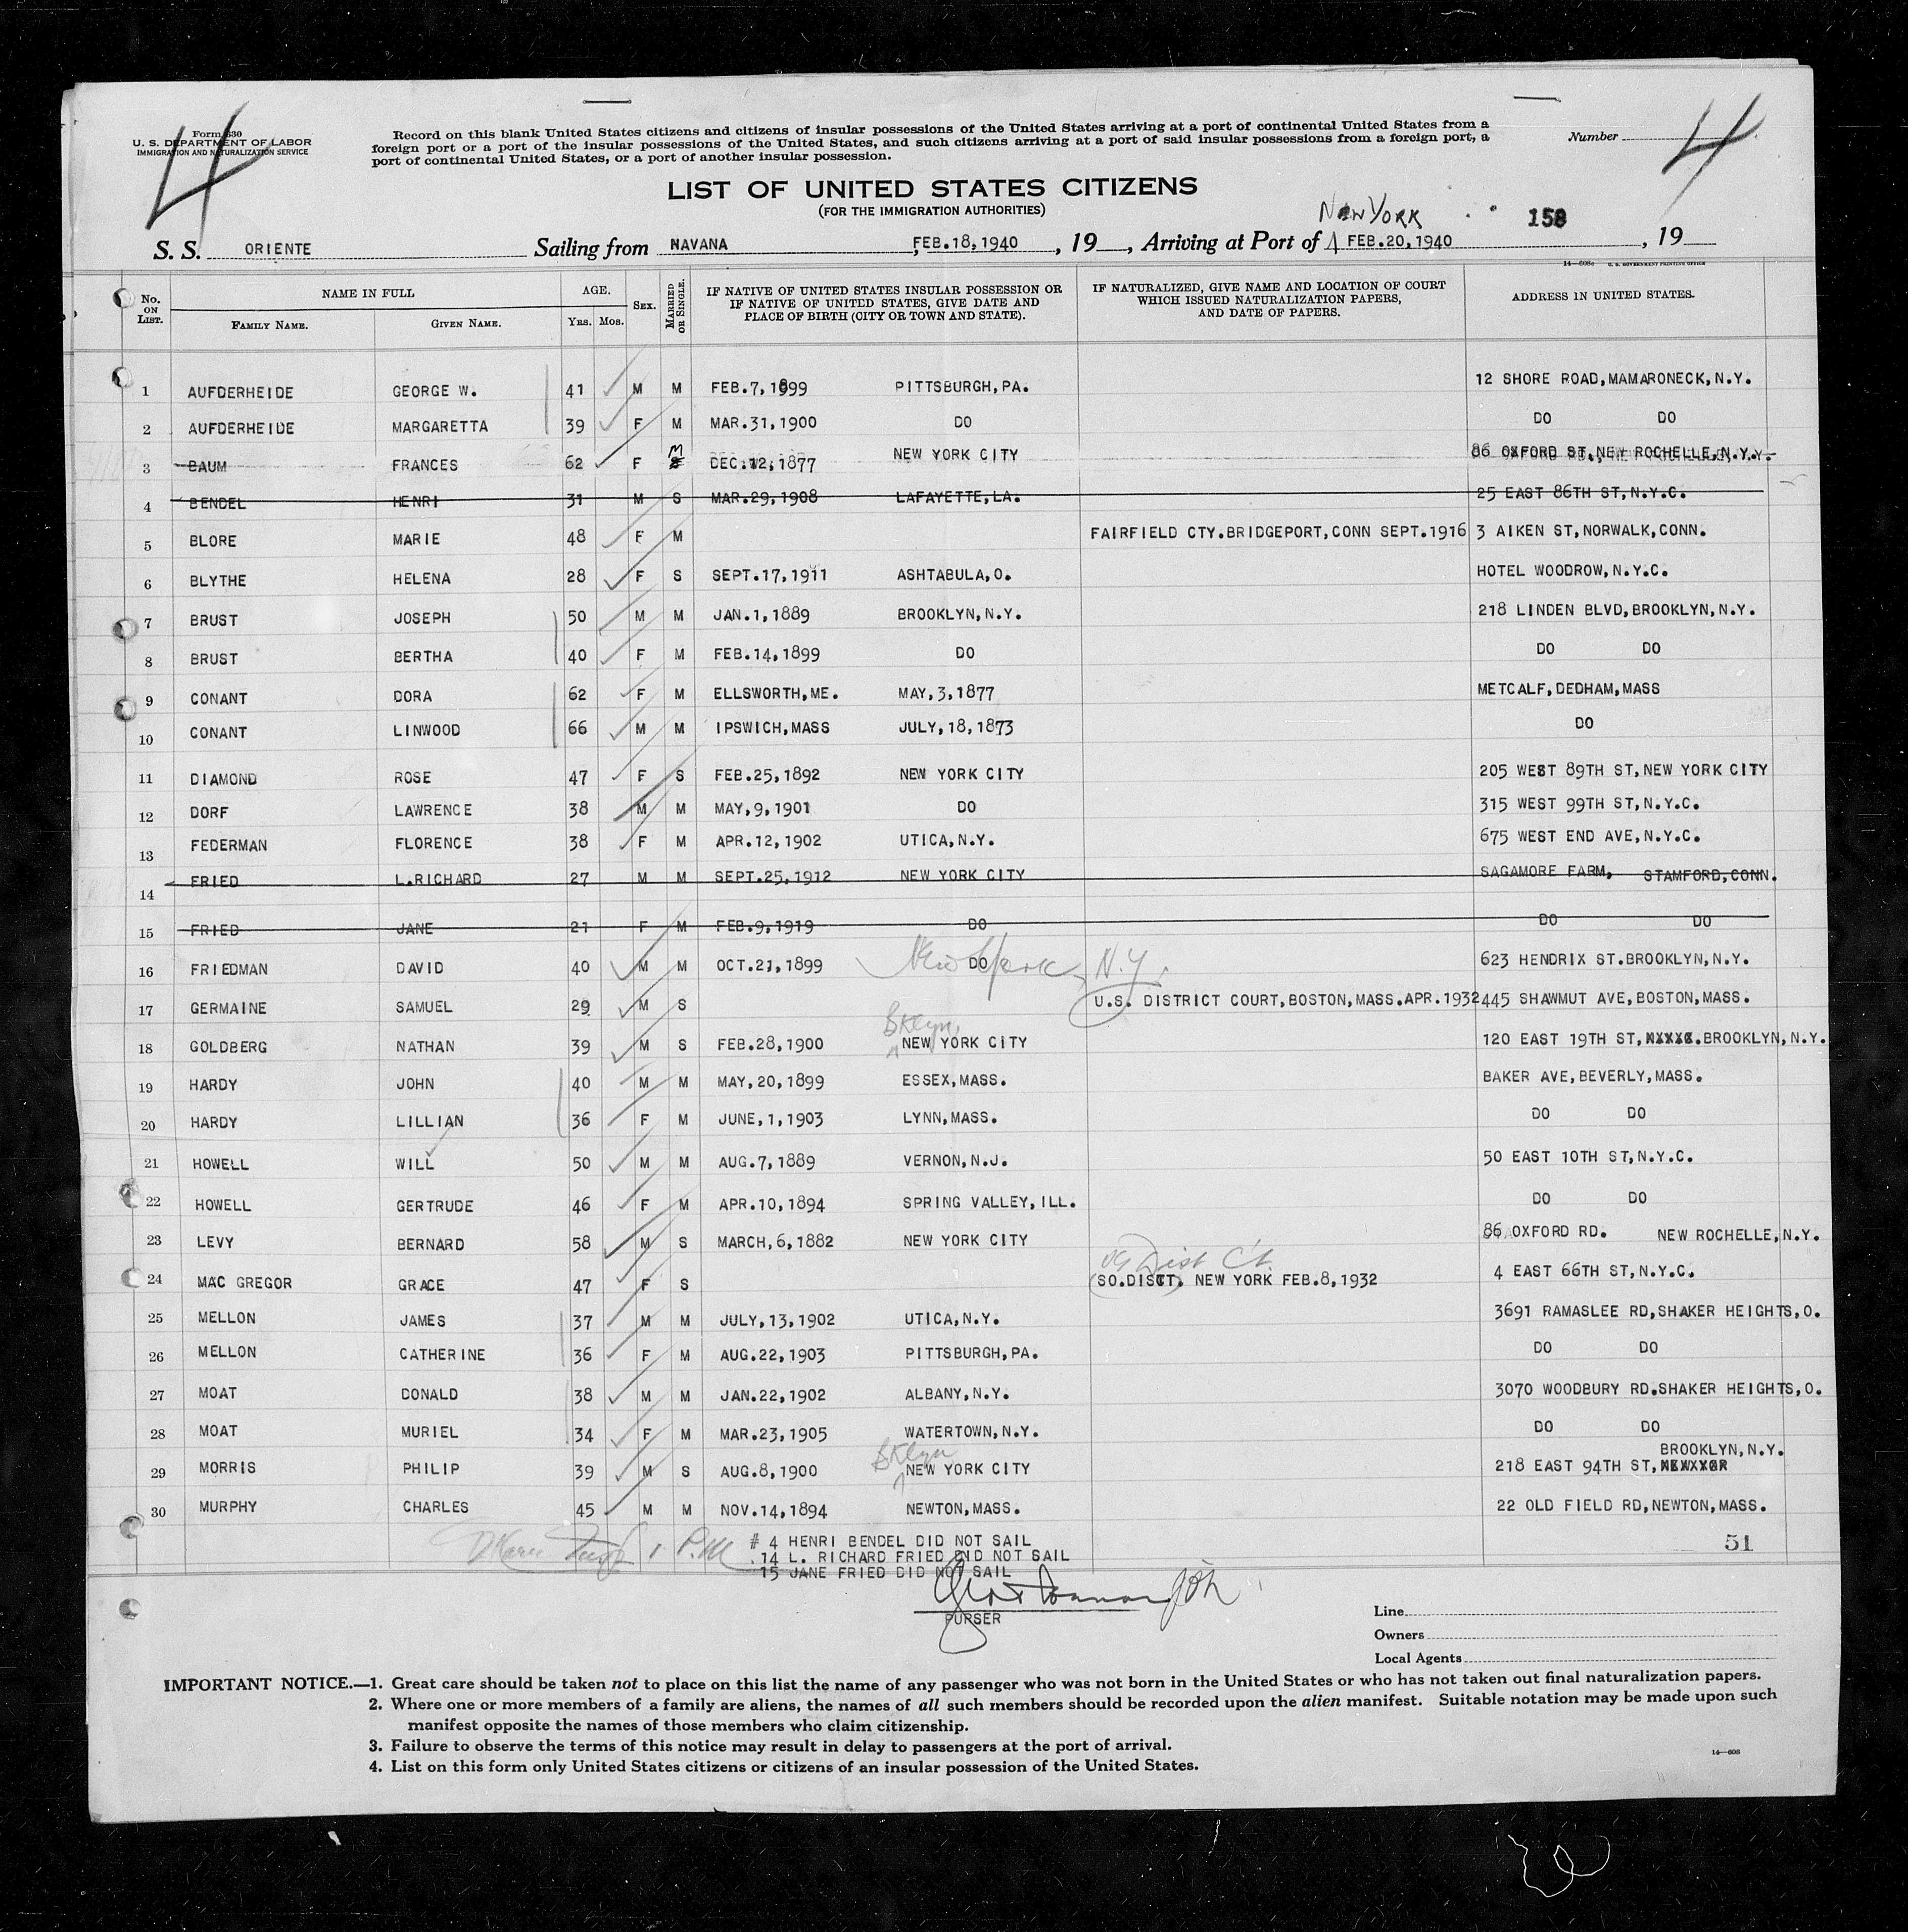 4
4
Form 630
U. S. DEPARTMENT OF LABOR
IMMIGRATION AND NATURALIZATION SERVICE
Record on this blank United States citizens and citizens of insular possessions of the United States arriving at a port of continental United States from a
foreign port or a port of the insular possessions of the United States, and such citizens arriving at a port of said insular possessions from a foreign port, a
port of continental United States, or a port of another insular possession.
Number
LIST OF UNITED STATES CITIZENS
(FOR THE IMMIGRATION AUTHORITIES)
New York 158
S. S. ORIENTE Sailing from HAVANA FEB.18,1940, 19__, Arriving at Port of FEB.20,1940, 19__
14—608c U. S. GOVERNMENT PRINTING OFFICE
No. ON LIST. NAME IN FULL FAMILY NAME. GIVEN NAME. AGE. YRS. MOS. SEX. MARRIED OR SINGLE. IF NATIVE OF UNITED STATES INSULAR POSSESSION OR IF NATIVE OF UNITED STATES, GIVE DATE AND PLACE OF BIRTH (CITY OR TOWN AND STATE). IF NATURALIZED, GIVE NAME AND LOCATION OF COURT WHICH ISSUED NATURALIZATION PAPERS, AND DATE OF PAPERS. ADDRESS IN UNITED STATES.
1 AUFDERHEIDE GEORGE W. 41 M M FEB.7,1899 PITTSBURGH,PA. 12 SHORE ROAD,MAMARONECK,N.Y.
2 AUFDERHEIDE MARGARETTA 39 F M MAR.31,1900 DO DO DO
3 BAUM FRANCES 62 F M DEC.12,1877 NEW YORK CITY 86 OXFORD ST,NEW ROCHELLE,N.Y.
4 BENDEL HENRI 31 M S MAR.29,1908 LAFAYETTE,LA. 25 EAST 86TH ST,N.Y.C.
5 BLORE MARIE 48 F M FAIRFIELD CTY.BRIDGEPORT,CONN SEPT.1916 3 AIKEN ST,NORWALK,CONN.
6 BLYTHE HELENA 28 F S SEPT.17,1911 ASHTABULA,O. HOTEL WOODROW,N.Y.C.
7 BRUST JOSEPH 50 M M JAN.1,1889 BROOKLYN,N.Y. 218 LINDEN BLVD,BROOKLYN,N.Y.
8 BRUST BERTHA 40 F M FEB.14,1899 DO DO DO
9 CONANT DORA 62 F M ELLSWORTH,ME. MAY,3,1877 METCALF,DEDHAM,MASS
10 CONANT LINWOOD 66 M M IPSWICH,MASS JULY,18,1873 DO
11 DIAMOND ROSE 47 F S FEB.25,1892 NEW YORK CITY 205 WEST 89TH ST,NEW YORK CITY
12 DORF LAWRENCE 38 M M MAY,9,1901 DO 315 WEST 99TH ST,N.Y.C.
13 FEDERMAN FLORENCE 38 F M APR.12,1902 UTICA,N.Y. 675 WEST END AVE,N.Y.C.
14 FRIED L.RICHARD 27 M M SEPT.25,1912 NEW YORK CITY SAGAMORE FARM, STAMFORD,CONN.
15 FRIED JANE 21 F M FEB.9,1919 DO DO DO
16 FRIEDMAN DAVID 40 M M OCT.21,1899 DO New York, N.Y. 623 HENDRIX ST.BROOKLYN,N.Y.
17 GERMAINE SAMUEL 29 M S U.S. DISTRICT COURT,BOSTON,MASS.APR.1932 445 SHAWMUT AVE,BOSTON,MASS.
Bklyn,
18 GOLDBERG NATHAN 39 M S FEB.28,1900 NEW YORK CITY 120 EAST 19TH ST,NXXXX.BROOKLYN,N.Y.
19 HARDY JOHN 40 M M MAY,20,1899 ESSEX,MASS. BAKER AVE,BEVERLY,MASS.
20 HARDY LILLIAN 36 F M JUNE,1,1903 LYNN,MASS. DO DO
21 HOWELL WILL 50 M M AUG.7,1889 VERNON,N.J. 50 EAST 10TH ST,N.Y.C.
22 HOWELL GERTRUDE 46 F M APR.10,1894 SPRING VALLEY,ILL. DO DO
23 LEVY BERNARD 58 M S MARCH,6,1882 NEW YORK CITY 86 OXFORD RD. NEW ROCHELLE,N.Y.
US Dist Ct.
24 MAC GREGOR GRACE 47 F S (SO.DISCT) NEW YORK FEB.8,1932 4 EAST 66TH ST,N.Y.C.
25 MELLON JAMES 37 M M JULY,13,1902 UTICA,N.Y. 3691 RAMASLEE RD,SHAKER HEIGHTS,O.
26 MELLON CATHERINE 36 F M AUG.22,1903 PITTSBURGH,PA. DO DO
27 MOAT DONALD 38 M M JAN.22,1902 ALBANY,N.Y. 3070 WOODBURY RD.SHAKER HEIGHTS,O.
28 MOAT MURIEL 34 F M MAR.23,1905 WATERTOWN,N.Y. DO DO
Bklyn BROOKLYN,N.Y.
29 MORRIS PHILIP 39 M S AUG.8,1900 NEW YORK CITY 218 EAST 94TH ST,
30 MURPHY CHARLES 45 M M NOV.14,1894 NEWTON,MASS. 22 OLD FIELD RD,NEWTON,MASS.
# 4 HENRI BENDEL DID NOT SAIL
14 L. RICHARD FRIED DID NOT SAIL
15 JANE FRIED DID NOT SAIL
51
PURSER
Line
Owners
Local Agents
IMPORTANT NOTICE.—1. Great care should be taken not to place on this list the name of any passenger who was not born in the United States or who has not taken out final naturalization papers.
2. Where one or more members of a family are aliens, the names of all such members should be recorded upon the alien manifest. Suitable notation may be made upon such
manifest opposite the names of those members who claim citizenship.
3. Failure to observe the terms of this notice may result in delay to passengers at the port of arrival.
4. List on this form only United States citizens or citizens of an insular possession of the United States.
14—608